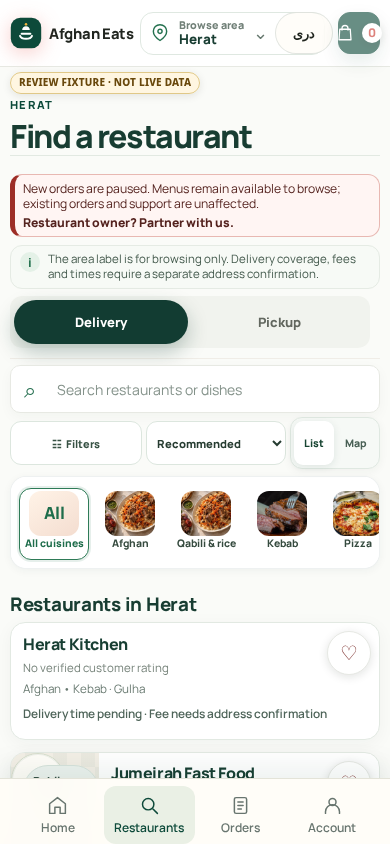 Afghan Eats
Browse area
Herat
دری
0
REVIEW FIXTURE · NOT LIVE DATA
HERAT
Find a restaurant
New orders are paused. Menus remain available to browse;
existing orders and support are unaffected.
Restaurant owner? Partner with us.
i
The area label is for browsing only. Delivery coverage, fees
and times require a separate address confirmation.
Delivery
Pickup
Search restaurants or dishes
Filters
Recommended
List
Map
All
All cuisines
Afghan
Qabili & rice
Kebab
Pizza
Restaurants in Herat
Herat Kitchen
No verified customer rating
Afghan • Kebab · Gulha
Delivery time pending · Fee needs address confirmation
Jumeirah Fast Food
Home
Restaurants
Orders
Account